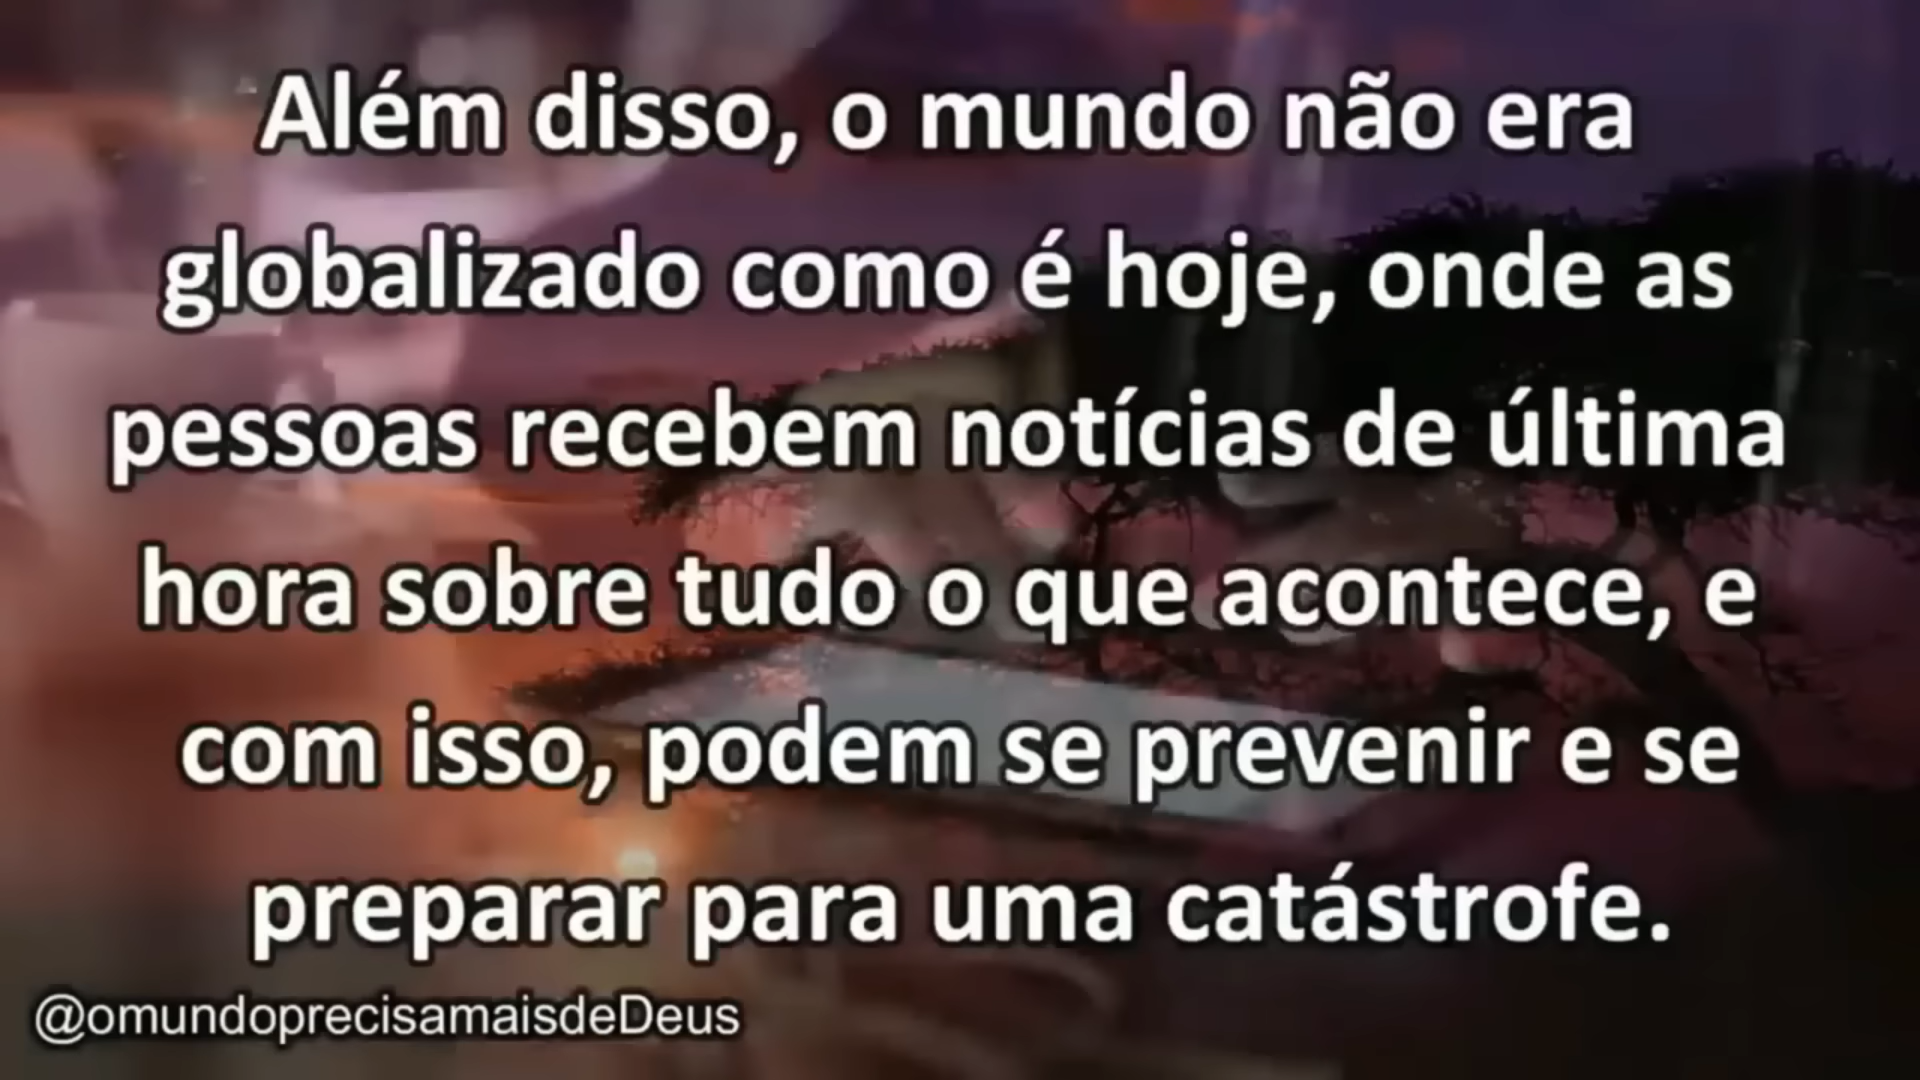 Além disso, o mundo não era
globalizado como é hoje, onde as
pessoas recebem notícias de última
hora sobre tudo o que acontece, e
com isso, podem se prevenir e se
preparar para uma catástrofe.
@omundoprecisamaisdeDeus